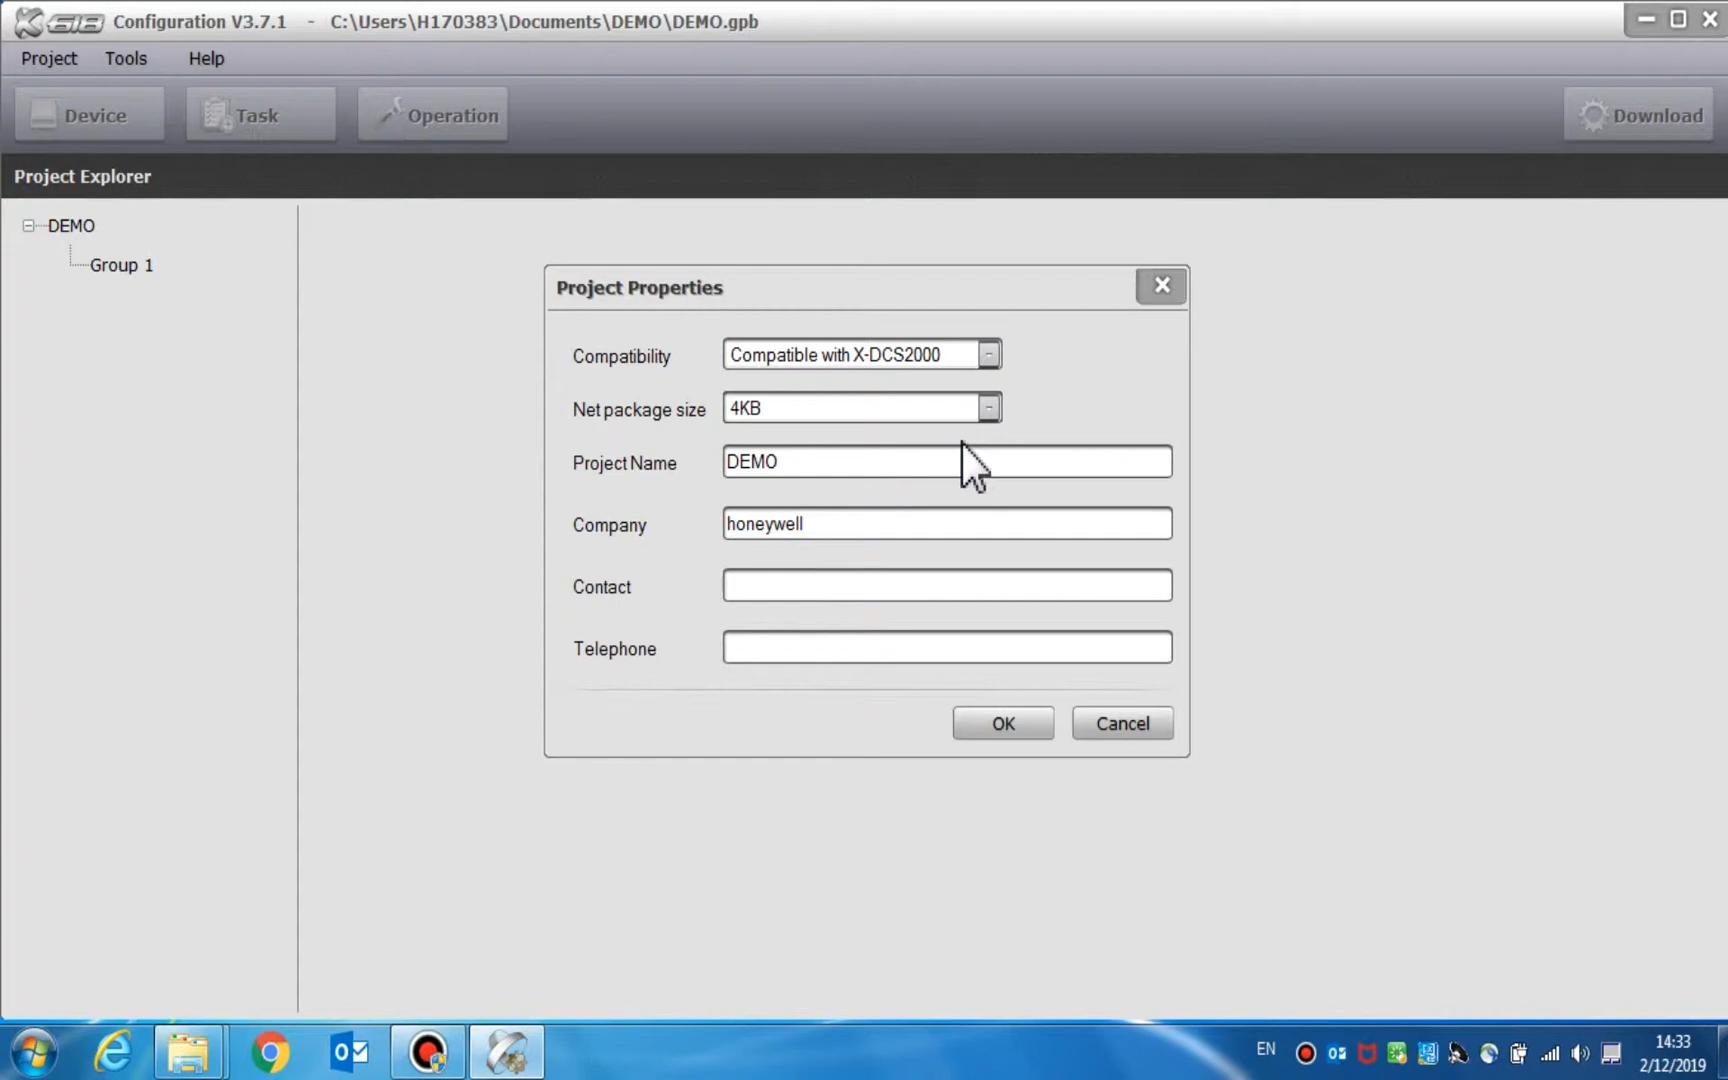 X-618 Configuration V3.7.1 - C:\Users\H170383\Documents\DEMO\DEMO.gpb
Project Tools Help
Device Task Operation Download
Project Explorer
DEMO
Group 1
Project Properties
Compatibility Compatible with X-DCS2000
Net package size 4KB
Project Name DEMO
Company honeywell
Contact
Telephone
OK Cancel
EN
14:33
2/12/2019